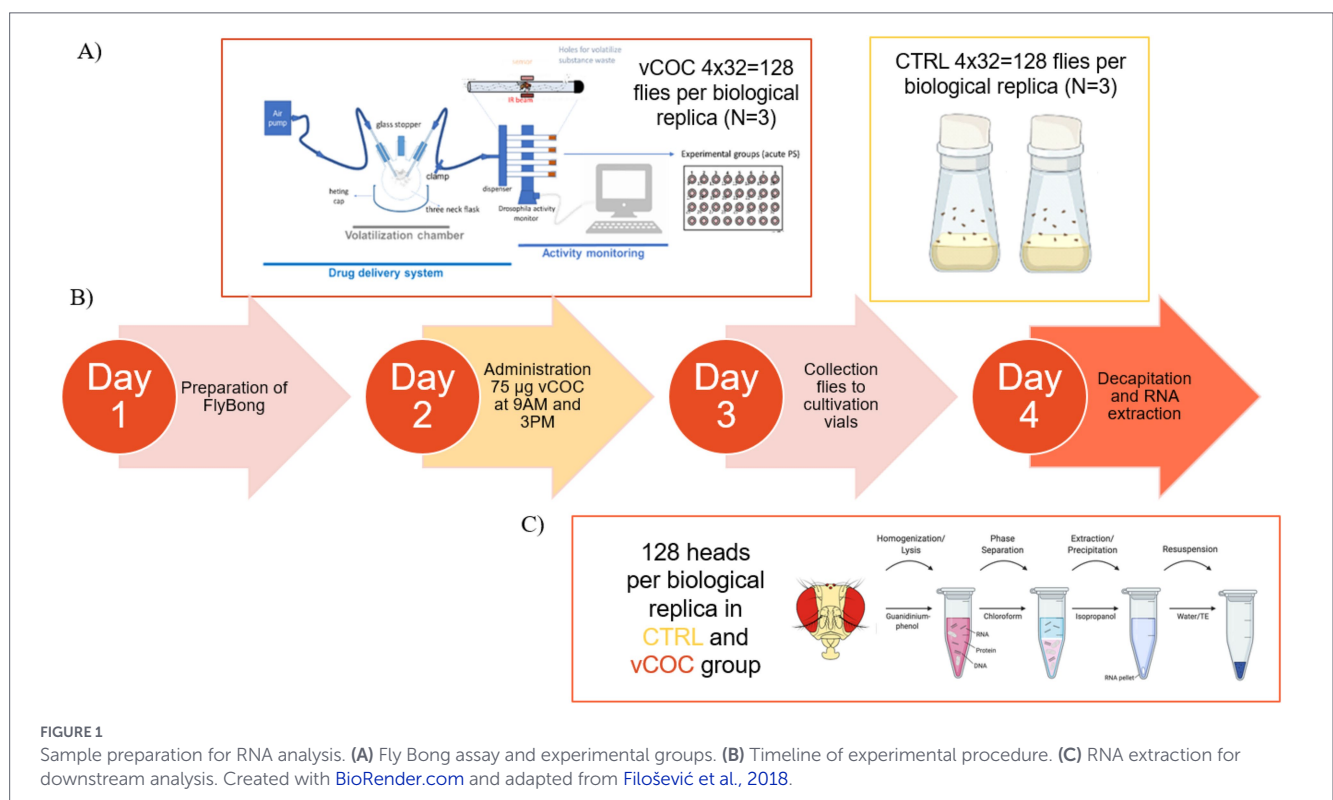 A)
sensor
IR beam
Holes for volatilize
substance waste
vCOC 4x32=128
flies per biological
replica (N=3)
Air
pump
glass stopper
clamp
heting
cap
three neck flask
Volatilization chamber
dispenser
Drosophila activity
monitor
Experimental groups (acute PS)
Activity monitoring
Drug delivery system
CTRL 4x32=128 flies per
biological replica (N=3)
B)
Day
1
Preparation of
FlyBong
Day
2
Administration
75 µg vCOC
at 9AM and
3PM
Day
3
Collection
flies to
cultivation
vials
Day
4
Decapitation
and RNA
extraction
C)
128 heads
per biological
replica in
CTRL and
vCOC group
Homogenization/
Lysis
Phase
Separation
Extraction/
Precipitation
Resuspension
Guanidinium-
phenol
Chloroform
Isopropanol
Water/TE
RNA
Protein
DNA
RNA pellet
FIGURE 1
Sample preparation for RNA analysis. (A) Fly Bong assay and experimental groups. (B) Timeline of experimental procedure. (C) RNA extraction for
downstream analysis. Created with BioRender.com and adapted from Filošević et al., 2018.